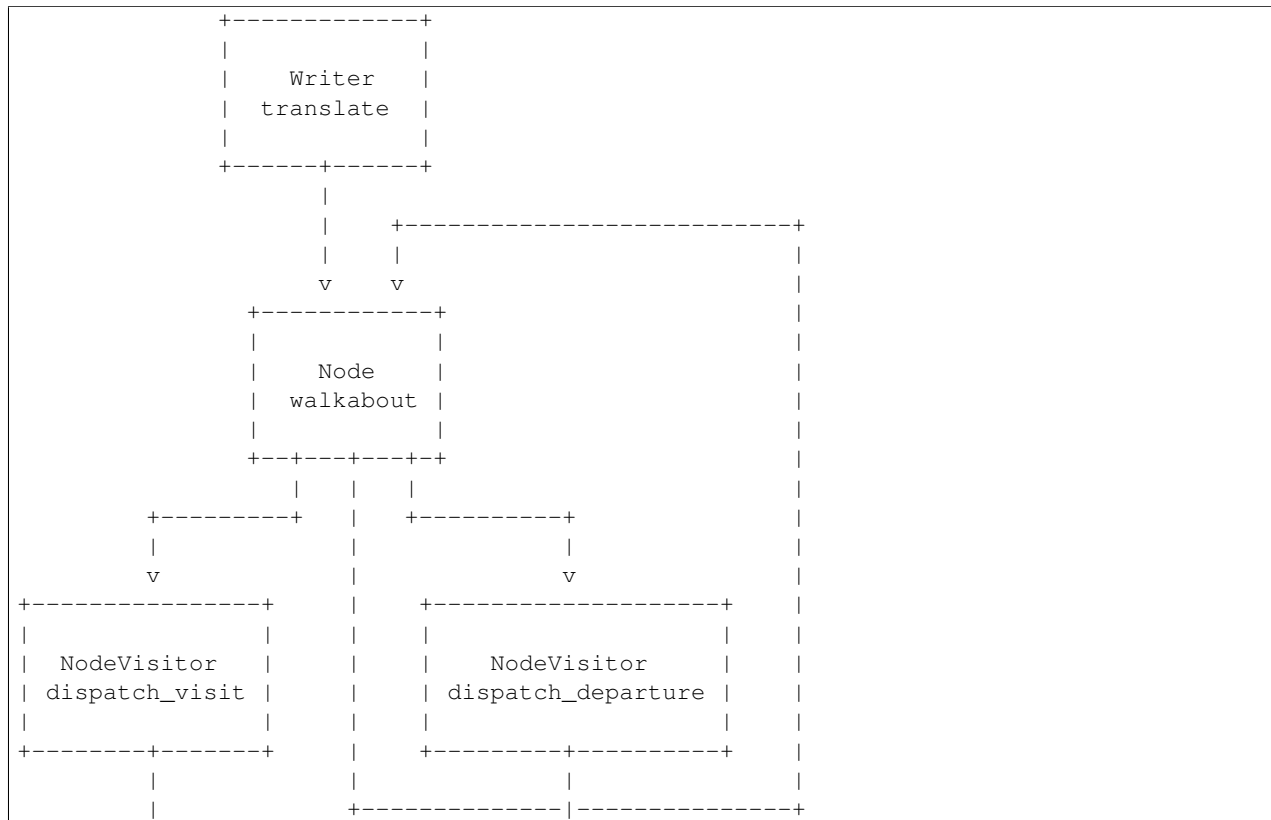 Writer
translate
v v
Node
walkabout
v v
NodeVisitor NodeVisitor
dispatch_visit dispatch_departure